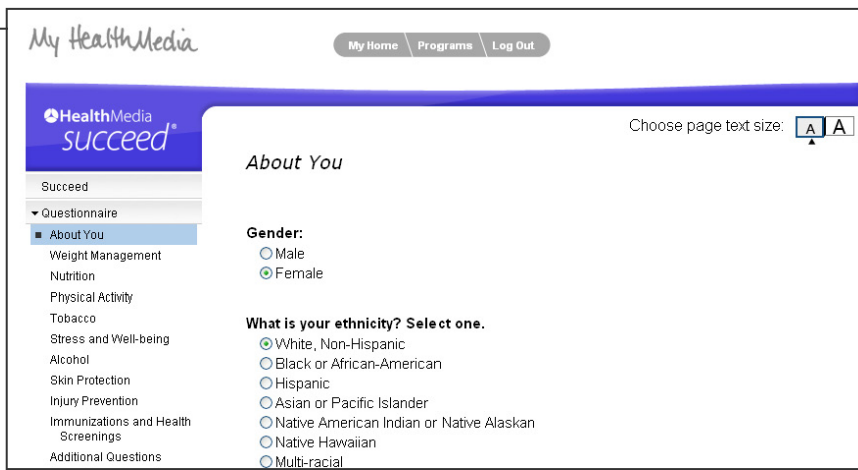 My HealthMedia
My Home Programs Log Out
HealthMedia
succeed®
Choose page text size: A A
About You
Succeed
Questionnaire
About You
Weight Management
Nutrition
Physical Activity
Tobacco
Stress and Well-being
Alcohol
Skin Protection
Injury Prevention
Immunizations and Health
Screenings
Additional Questions
Gender:
Male
Female
What is your ethnicity? Select one.
White, Non-Hispanic
Black or African-American
Hispanic
Asian or Pacific Islander
Native American Indian or Native Alaskan
Native Hawaiian
Multi-racial